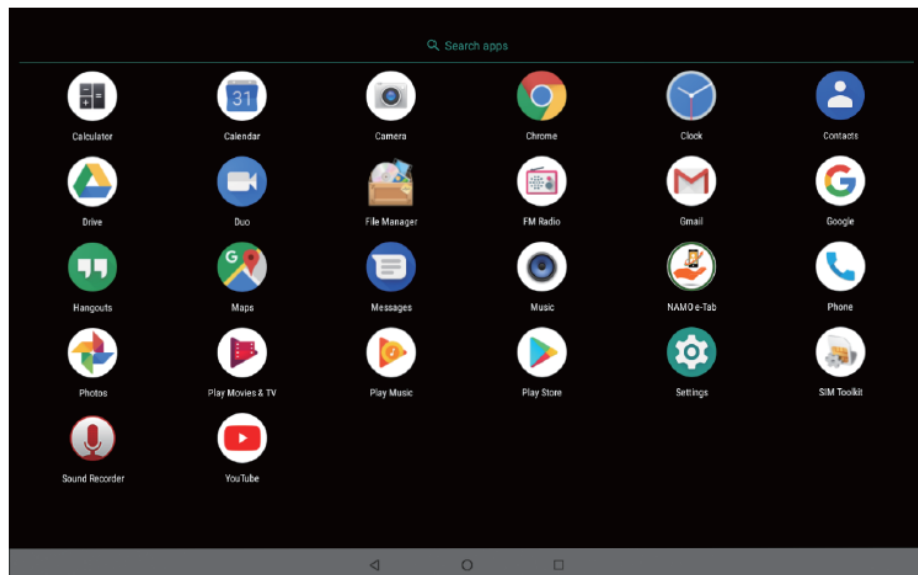 Search apps
31
Calculator Calendar Camera Chrome Clock Contacts
Drive Duo File Manager FM Radio Gmail Google
G
Hangouts Maps Messages Music NAMO e-Tab Phone
Photos Play Movies & TV Play Music Play Store Settings SIM Toolkit
Sound Recorder YouTube